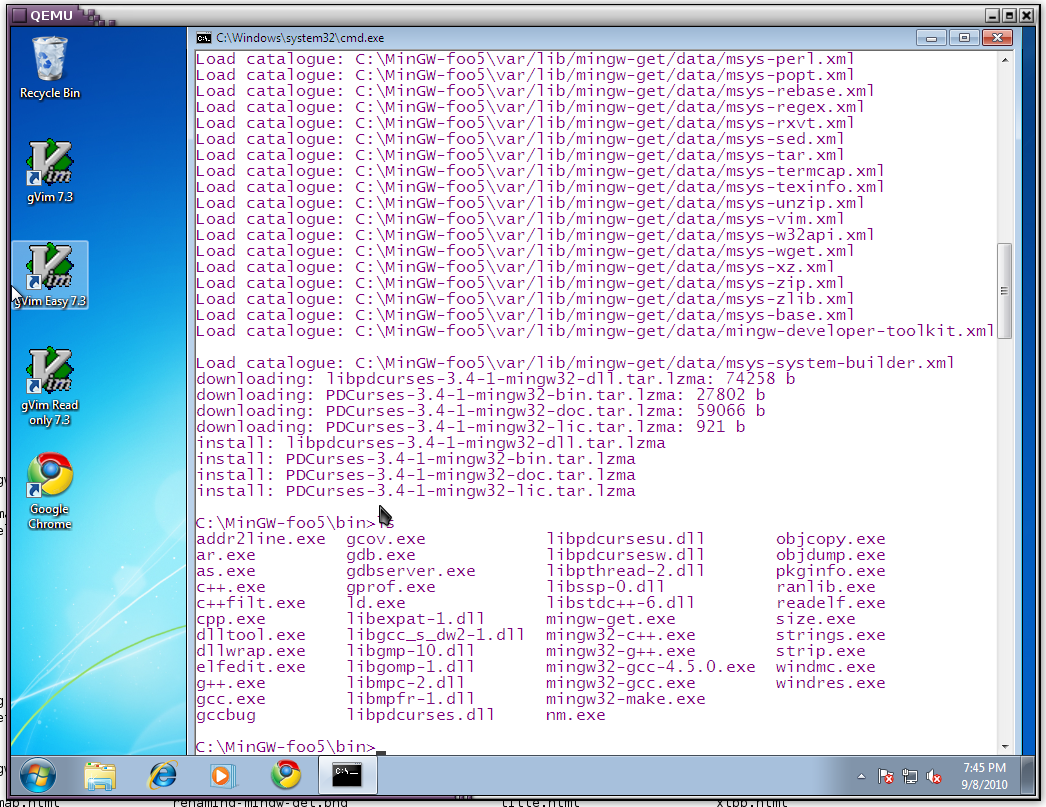 QEMU
C:\Windows\system32\cmd.exe
Recycle Bin
gVim 7.3
gVim Easy 7.3
gVim Read
only 7.3
Google
Chrome
Load catalogue: C:\MinGW-foo5\var/lib/mingw-get/data/msys-perl.xml
Load catalogue: C:\MinGW-foo5\var/lib/mingw-get/data/msys-popt.xml
Load catalogue: C:\MinGW-foo5\var/lib/mingw-get/data/msys-rebase.xml
Load catalogue: C:\MinGW-foo5\var/lib/mingw-get/data/msys-regex.xml
Load catalogue: C:\MinGW-foo5\var/lib/mingw-get/data/msys-rxvt.xml
Load catalogue: C:\MinGW-foo5\var/lib/mingw-get/data/msys-sed.xml
Load catalogue: C:\MinGW-foo5\var/lib/mingw-get/data/msys-tar.xml
Load catalogue: C:\MinGW-foo5\var/lib/mingw-get/data/msys-termcap.xml
Load catalogue: C:\MinGW-foo5\var/lib/mingw-get/data/msys-texinfo.xml
Load catalogue: C:\MinGW-foo5\var/lib/mingw-get/data/msys-unzip.xml
Load catalogue: C:\MinGW-foo5\var/lib/mingw-get/data/msys-vim.xml
Load catalogue: C:\MinGW-foo5\var/lib/mingw-get/data/msys-w32api.xml
Load catalogue: C:\MinGW-foo5\var/lib/mingw-get/data/msys-wget.xml
Load catalogue: C:\MinGW-foo5\var/lib/mingw-get/data/msys-xz.xml
Load catalogue: C:\MinGW-foo5\var/lib/mingw-get/data/msys-zip.xml
Load catalogue: C:\MinGW-foo5\var/lib/mingw-get/data/msys-zlib.xml
Load catalogue: C:\MinGW-foo5\var/lib/mingw-get/data/msys-base.xml
Load catalogue: C:\MinGW-foo5\var/lib/mingw-get/data/mingw-developer-toolkit.xml
Load catalogue: C:\MinGW-foo5\var/lib/mingw-get/data/msys-system-builder.xml
downloading: libpdcurses-3.4-1-mingw32-dll.tar.lzma: 74258 b
downloading: PDCurses-3.4-1-mingw32-bin.tar.lzma: 27802 b
downloading: PDCurses-3.4-1-mingw32-doc.tar.lzma: 59066 b
downloading: PDCurses-3.4-1-mingw32-lic.tar.lzma: 921 b
install: libpdcurses-3.4-1-mingw32-dll.tar.lzma
install: PDCurses-3.4-1-mingw32-bin.tar.lzma
install: PDCurses-3.4-1-mingw32-doc.tar.lzma
install: PDCurses-3.4-1-mingw32-lic.tar.lzma
C:\MinGW-foo5\bin>ls
addr2line.exe gcov.exe libpdcursesu.dll objcopy.exe
ar.exe gdb.exe libpdcursesw.dll objdump.exe
as.exe gdbserver.exe libpthread-2.dll pkginfo.exe
c++.exe gprof.exe libssp-0.dll ranlib.exe
c++filt.exe ld.exe libstdc++-6.dll readelf.exe
cpp.exe libexpat-1.dll mingw-get.exe size.exe
dlltool.exe libgcc_s_dw2-1.dll mingw32-c++.exe strings.exe
dllwrap.exe libgmp-10.dll mingw32-g++.exe strip.exe
elfedit.exe libgomp-1.dll mingw32-gcc-4.5.0.exe windmc.exe
g++.exe libmpc-2.dll mingw32-gcc.exe windres.exe
gcc.exe libmpfr-1.dll mingw32-make.exe
gccbug libpdcurses.dll nm.exe
C:\MinGW-foo5\bin>
7:45 PM
9/8/2010